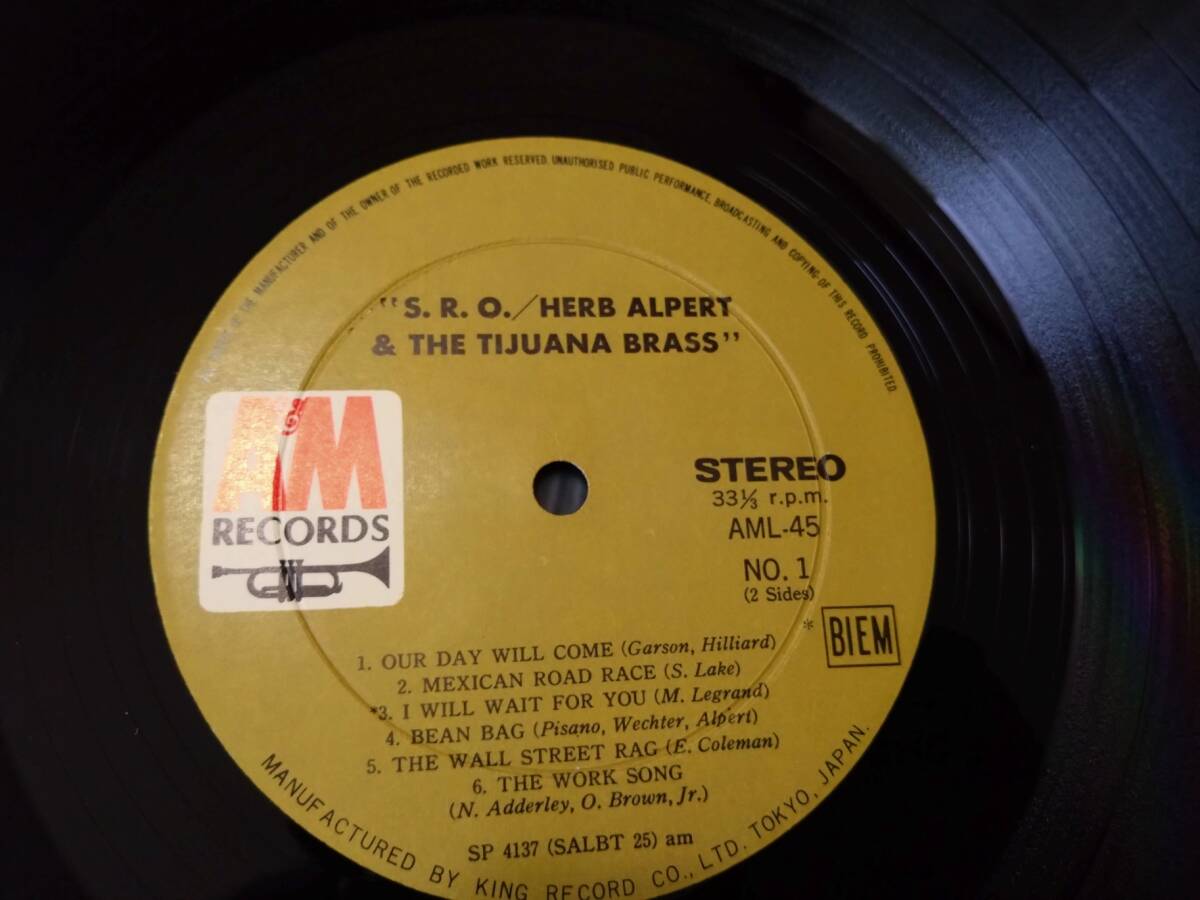 OF THE MANUFACTURER AND OF THE OWNER OF THE RECORDED WORK RESERVED. UNAUTHORISED PUBLIC PERFORMANCE, BROADCASTING AND COPYING OF THIS RECORD PROHIBITED.
"S. R. O./HERB ALPERT
& THE TIJUANA BRASS"
AM
RECORDS
STEREO
33⅓ r.p.m.
AML-45
NO. 1
(2 Sides)
* BIEM
1. OUR DAY WILL COME (Garson, Hilliard)
2. MEXICAN ROAD RACE (S. Lake)
*3. I WILL WAIT FOR YOU (M. Legrand)
4. BEAN BAG (Pisano, Wechter, Alpert)
5. THE WALL STREET RAG (E. Coleman)
6. THE WORK SONG
(N. Adderley, O. Brown, Jr.)
SP 4137 (SALBT 25) am
MANUFACTURED BY KING RECORD CO., LTD. TOKYO, JAPAN.